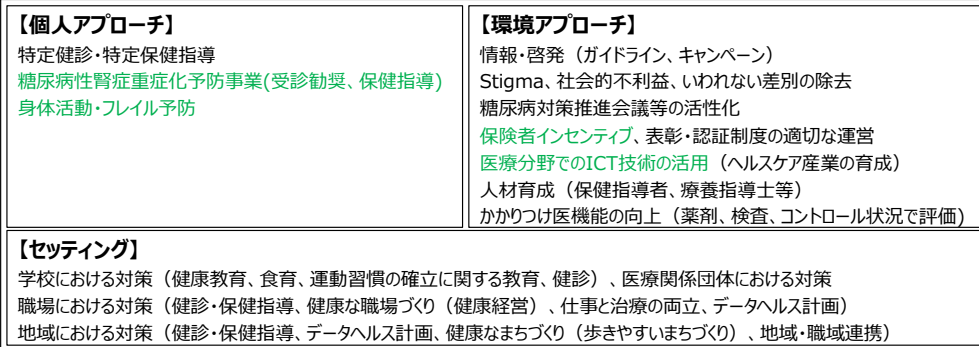 【個人アプローチ】
特定健診・特定保健指導
糖尿病性腎症重症化予防事業(受診勧奨、保健指導)
身体活動・フレイル予防
【環境アプローチ】
情報・啓発（ガイドライン、キャンペーン）
Stigma、社会的不利益、いわれない差別の除去
糖尿病対策推進会議等の活性化
保険者インセンティブ、表彰・認証制度の適切な運営
医療分野でのICT技術の活用（ヘルスケア産業の育成）
人材育成（保健指導者、療養指導士等）
かかりつけ医機能の向上（薬剤、検査、コントロール状況で評価)
【セッティング】
学校における対策（健康教育、食育、運動習慣の確立に関する教育、健診）、医療関係団体における対策
職場における対策（健診・保健指導、健康な職場づくり（健康経営）、仕事と治療の両立、データヘルス計画）
地域における対策（健診・保健指導、データヘルス計画、健康なまちづくり（歩きやすいまちづくり）、地域・職域連携）